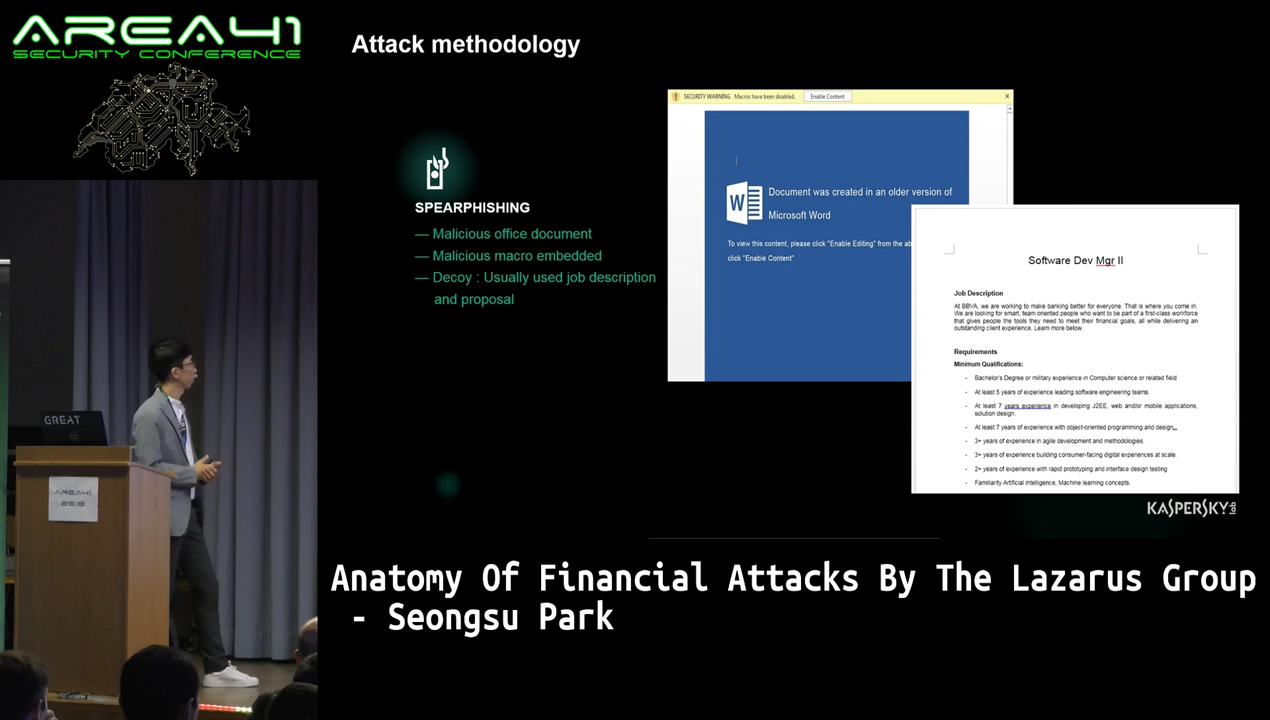 AREA41
SECURITY CONFERENCE
Attack methodology
SPEARPHISHING
— Malicious office document
— Malicious macro embedded
— Decoy : Usually used job description
and proposal
SECURITY WARNING Macros have been disabled. Enable Content
W
Document was created in an older version of
Microsoft Word
To view this content, please click "Enable Editing" from the
click "Enable Content"
Software Dev Mgr II
Job Description
At BBVA, we are working to make banking better for everyone. That is where you come in.
We are looking for smart, team oriented people who want to be part of a first-class workforce
that gives people the tools they need to meet their financial goals, all while delivering an
outstanding client experience. Learn more below.
Requirements
Minimum Qualifications:
- Bachelor's Degree or military experience in Computer science or related field
- At least 5 years of experience leading software engineering teams.
- At least 7 years experience in developing J2EE, web and/or mobile applications,
solution design.
- At least 7 years of experience with object-oriented programming and design
- 3+ years of experience in agile development and methodologies.
- 3+ years of experience building consumer-facing digital experiences at scale.
- 2+ years of experience with rapid prototyping and interface design testing
- Familiarity Artificial intelligence, Machine learning concepts.
KASPERSKY lab
GREAT
AREA41
2018
Anatomy Of Financial Attacks By The Lazarus Group
- Seongsu Park